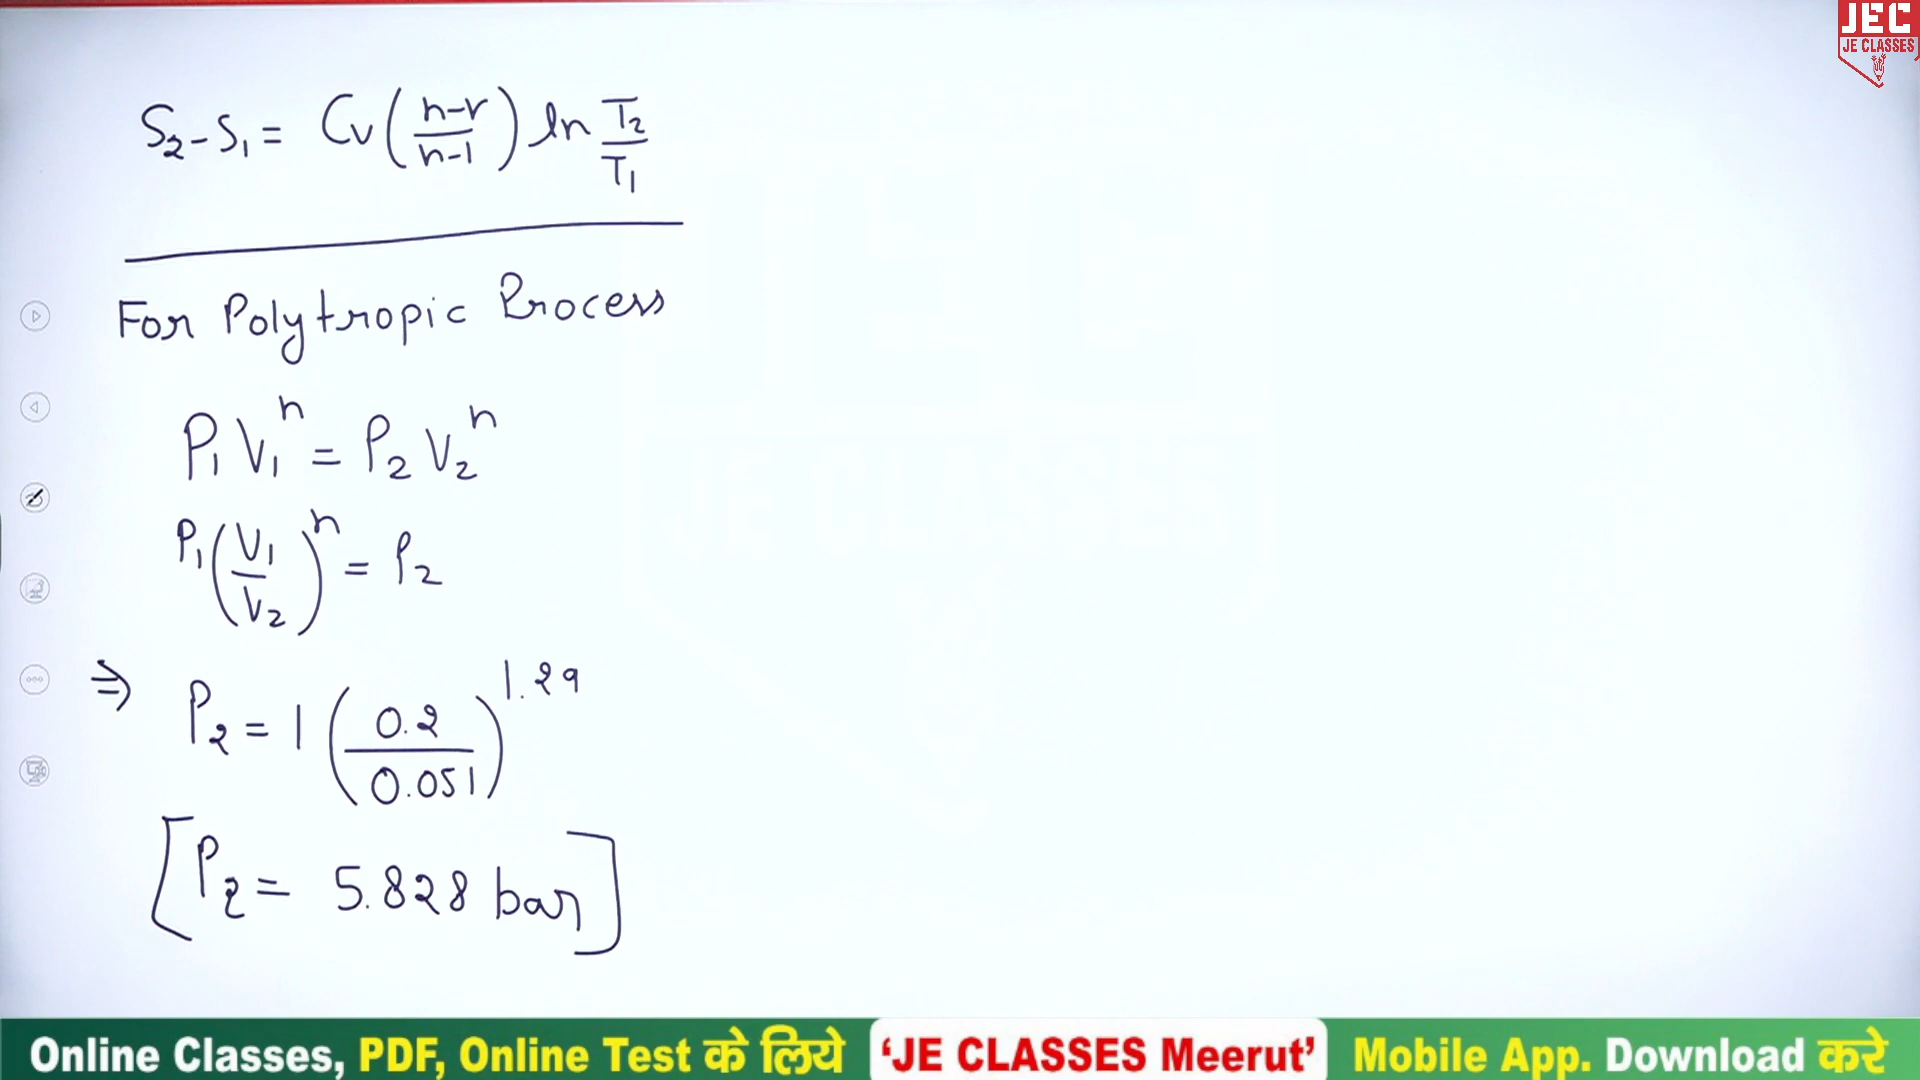 JEC
JE CLASSES
S₂-S₁ = Cv((n-r)/(n-1)) ln T₂/T₁
For Polytropic Process
P₁V₁ⁿ = P₂V₂ⁿ
P₁(V₁/V₂)ⁿ = P₂
⇒ P₂ = 1(0.2/0.051)^1.29
[P₂ = 5.828 bar]
Online Classes, PDF, Online Test के लिये 'JE CLASSES Meerut' Mobile App. Download करे